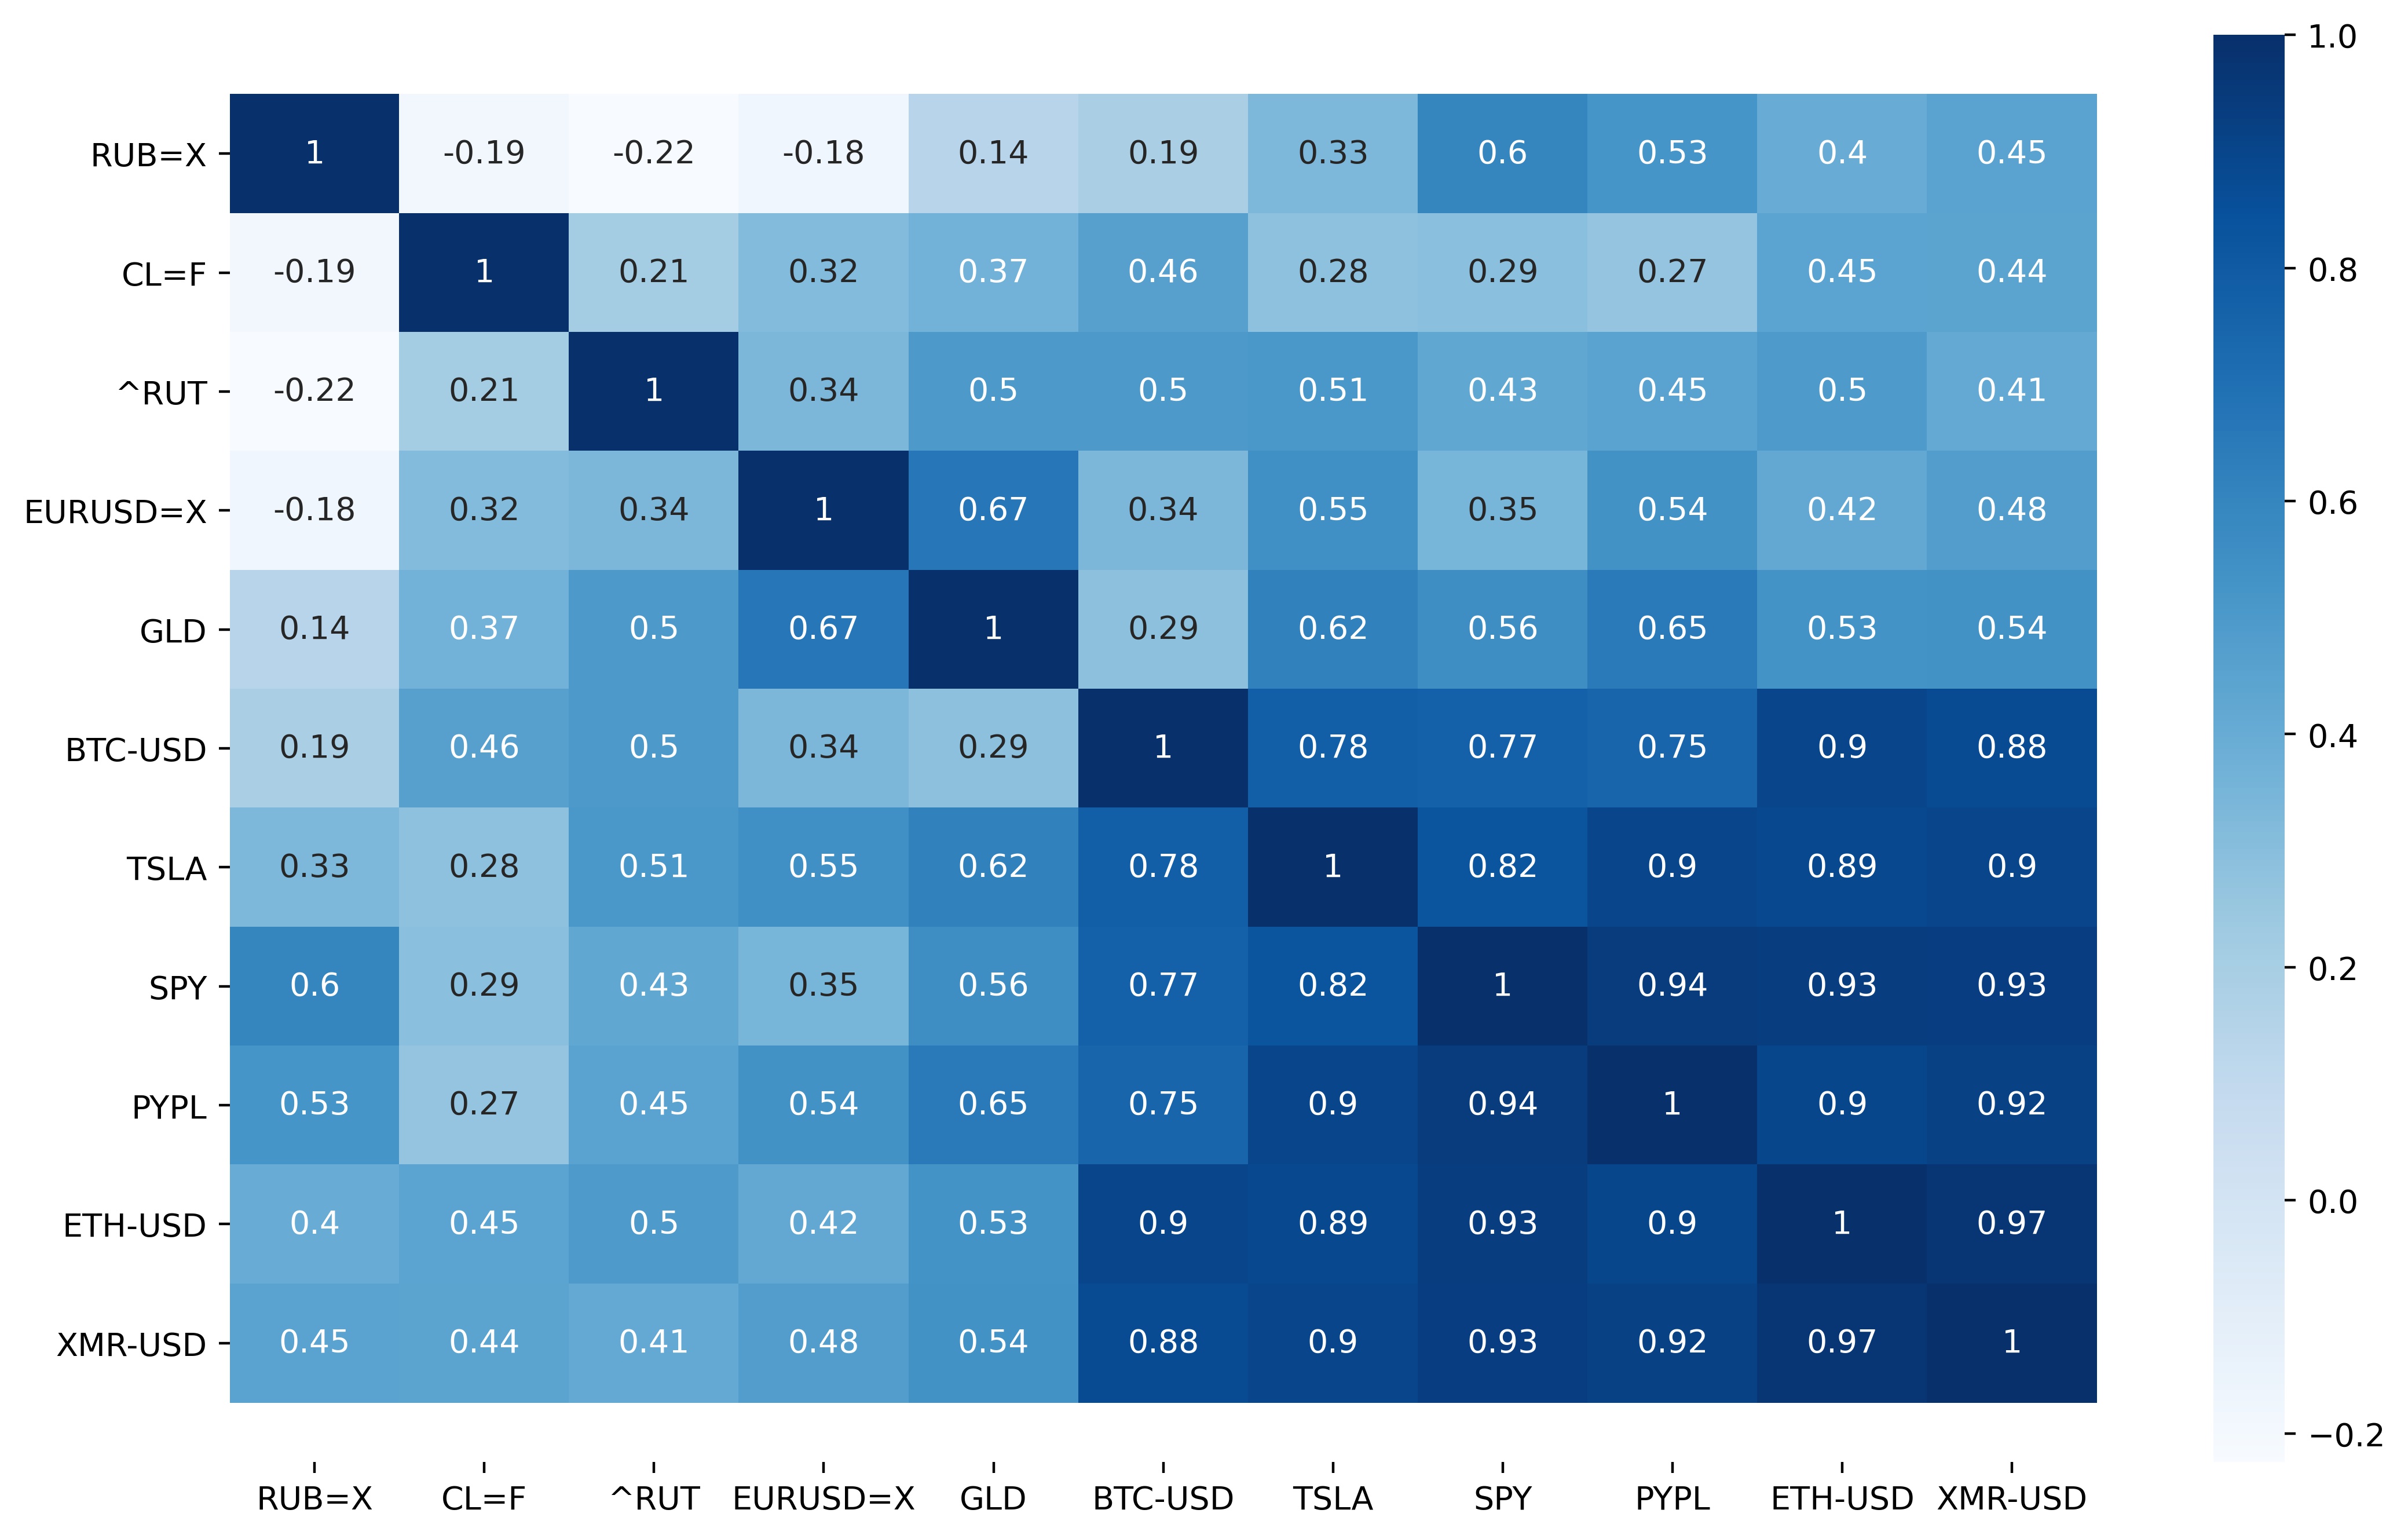 RUB=X 1 -0.19 -0.22 -0.18 0.14 0.19 0.33 0.6 0.53 0.4 0.45
CL=F -0.19 1 0.21 0.32 0.37 0.46 0.28 0.29 0.27 0.45 0.44
^RUT -0.22 0.21 1 0.34 0.5 0.5 0.51 0.43 0.45 0.5 0.41
EURUSD=X -0.18 0.32 0.34 1 0.67 0.34 0.55 0.35 0.54 0.42 0.48
GLD 0.14 0.37 0.5 0.67 1 0.29 0.62 0.56 0.65 0.53 0.54
BTC-USD 0.19 0.46 0.5 0.34 0.29 1 0.78 0.77 0.75 0.9 0.88
TSLA 0.33 0.28 0.51 0.55 0.62 0.78 1 0.82 0.9 0.89 0.9
SPY 0.6 0.29 0.43 0.35 0.56 0.77 0.82 1 0.94 0.93 0.93
PYPL 0.53 0.27 0.45 0.54 0.65 0.75 0.9 0.94 1 0.9 0.92
ETH-USD 0.4 0.45 0.5 0.42 0.53 0.9 0.89 0.93 0.9 1 0.97
XMR-USD 0.45 0.44 0.41 0.48 0.54 0.88 0.9 0.93 0.92 0.97 1
RUB=X CL=F ^RUT EURUSD=X GLD BTC-USD TSLA SPY PYPL ETH-USD XMR-USD
1.0
0.8
0.6
0.4
0.2
0.0
−0.2